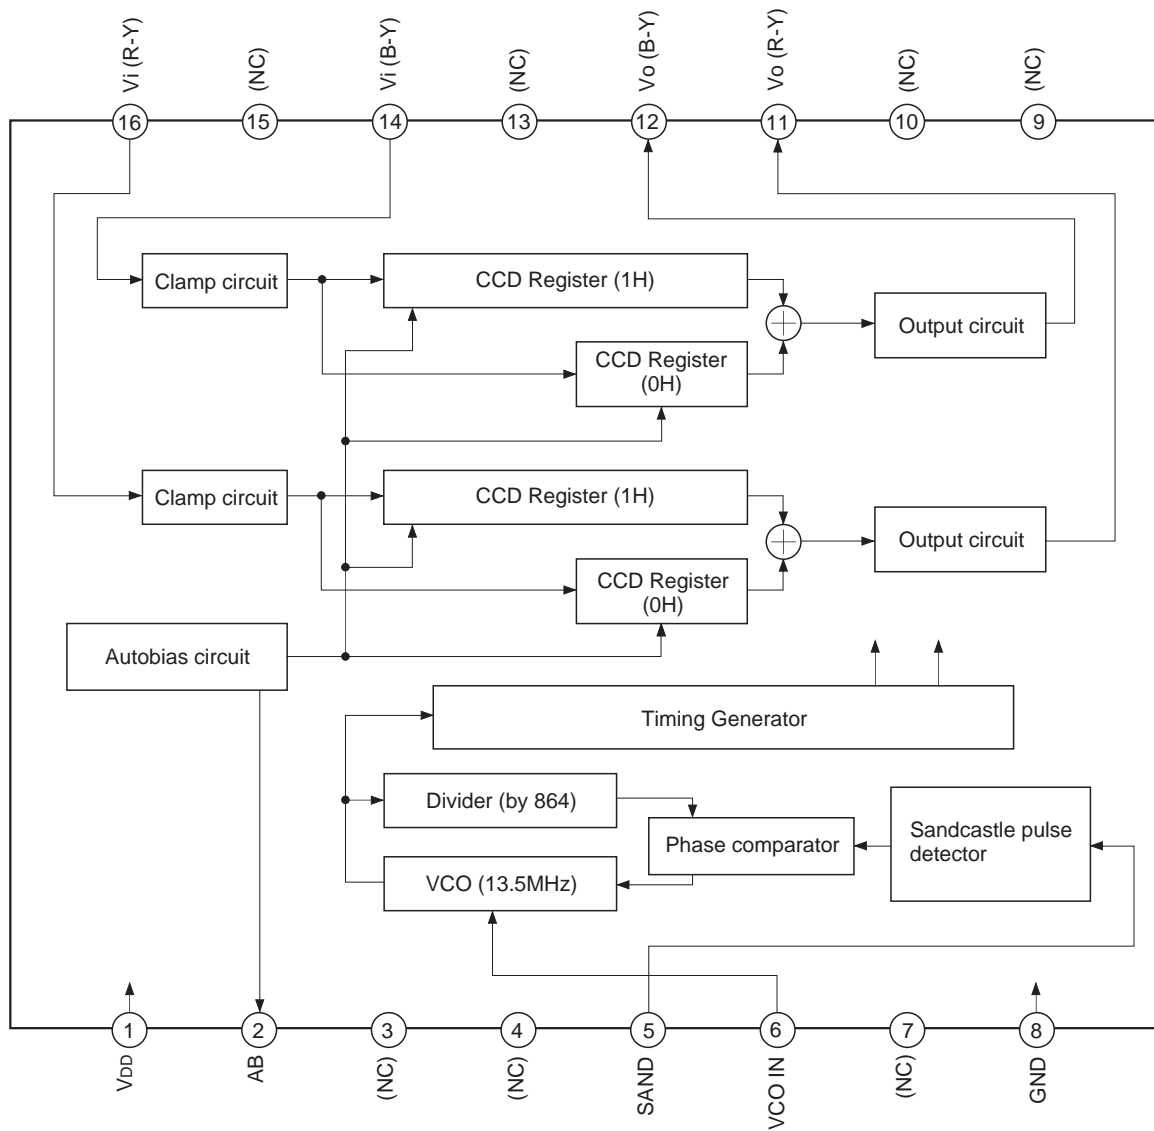 Vi (R-Y)
(NC)
Vi (B-Y)
(NC)
Vo (B-Y)
Vo (R-Y)
(NC)
(NC)
16
15
14
13
12
11
10
9
Clamp circuit
CCD Register (1H)
Output circuit
CCD Register
(0H)
Clamp circuit
CCD Register (1H)
Output circuit
CCD Register
(0H)
Autobias circuit
Timing Generator
Divider (by 864)
Phase comparator
Sandcastle pulse
detector
VCO (13.5MHz)
1
2
3
4
5
6
7
8
VDD
AB
(NC)
(NC)
SAND
VCO IN
(NC)
GND